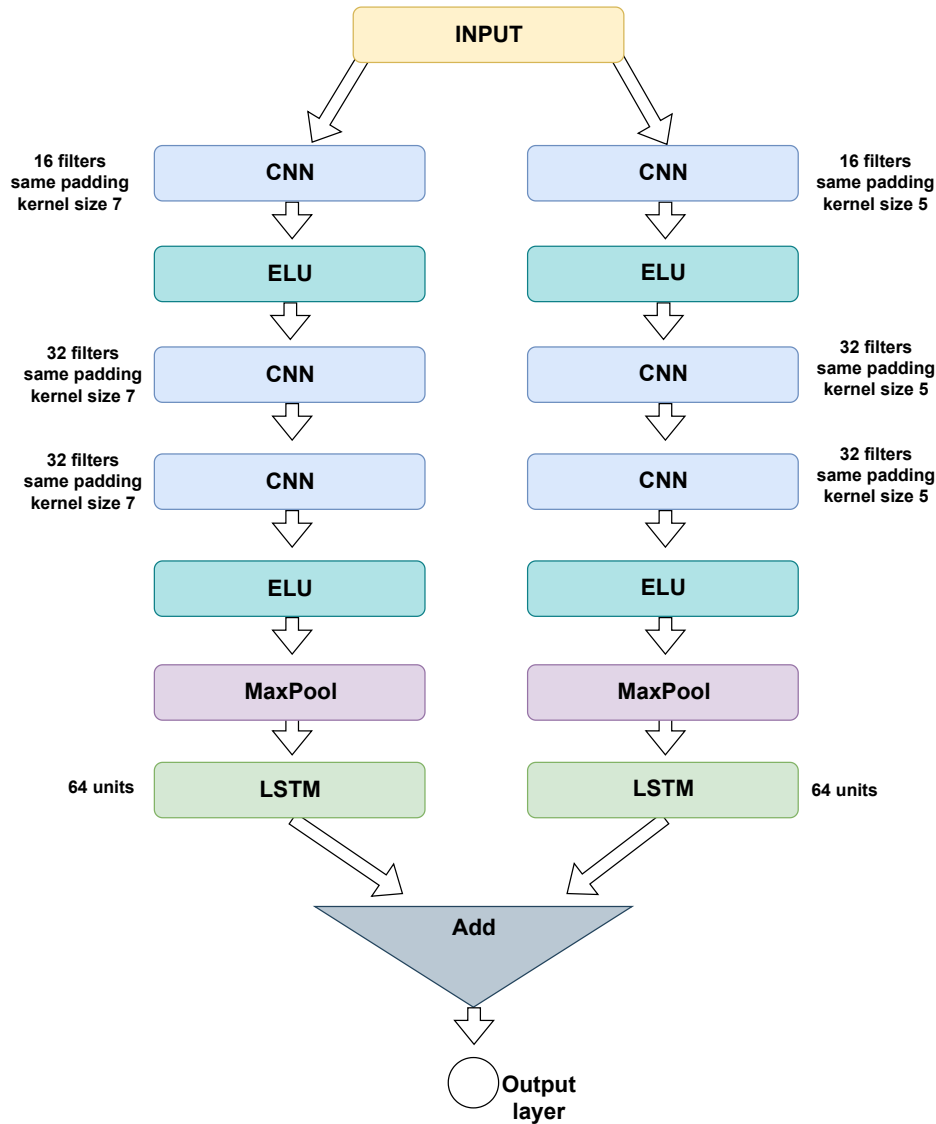 INPUT
16 filters
same padding
kernel size 7
CNN
CNN
16 filters
same padding
kernel size 5
ELU
ELU
32 filters
same padding
kernel size 7
CNN
CNN
32 filters
same padding
kernel size 5
32 filters
same padding
kernel size 7
CNN
CNN
32 filters
same padding
kernel size 5
ELU
ELU
MaxPool
MaxPool
64 units
LSTM
LSTM
64 units
Add
Output
layer